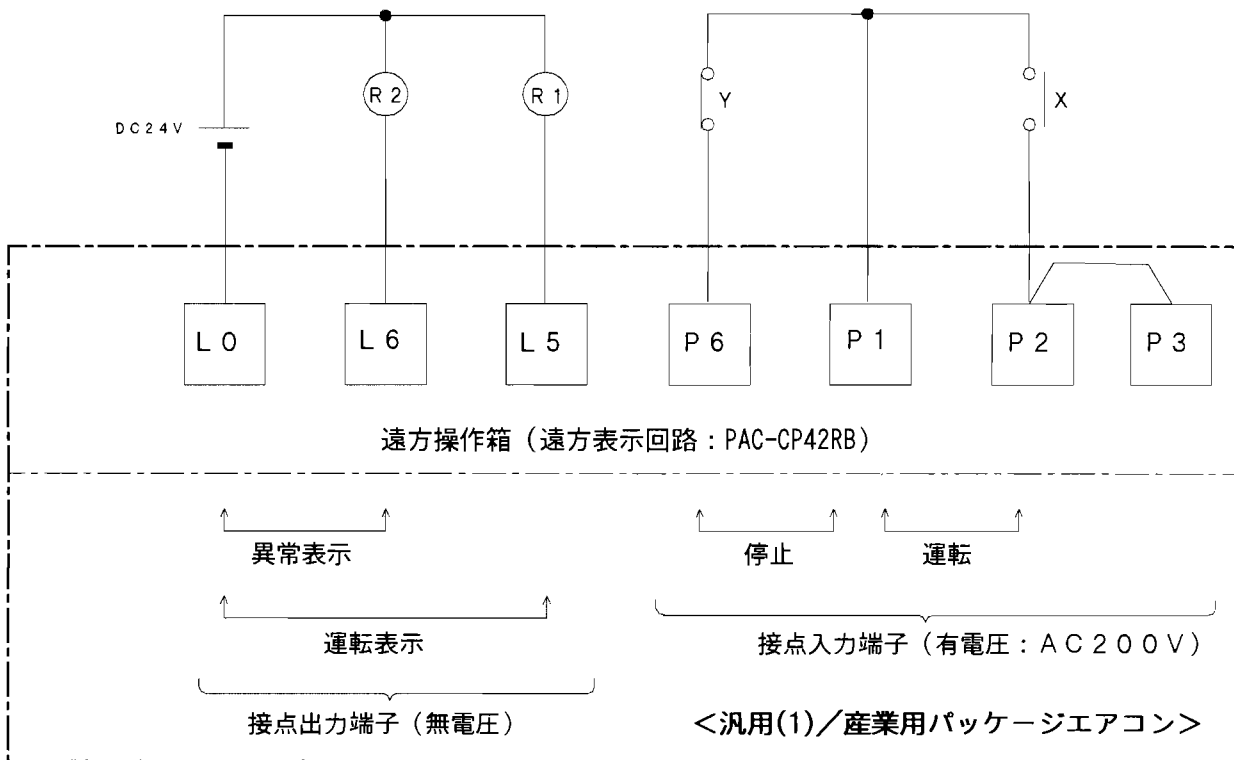 DC24V
R2
R1
Y
X
L0
L6
L5
P6
P1
P2
P3
遠方操作箱（遠方表示回路：PAC-CP42RB）
異常表示
停止
運転
運転表示
接点入力端子（有電圧：AC200V）
接点出力端子（無電圧）
＜汎用(1)／産業用パッケージエアコン＞